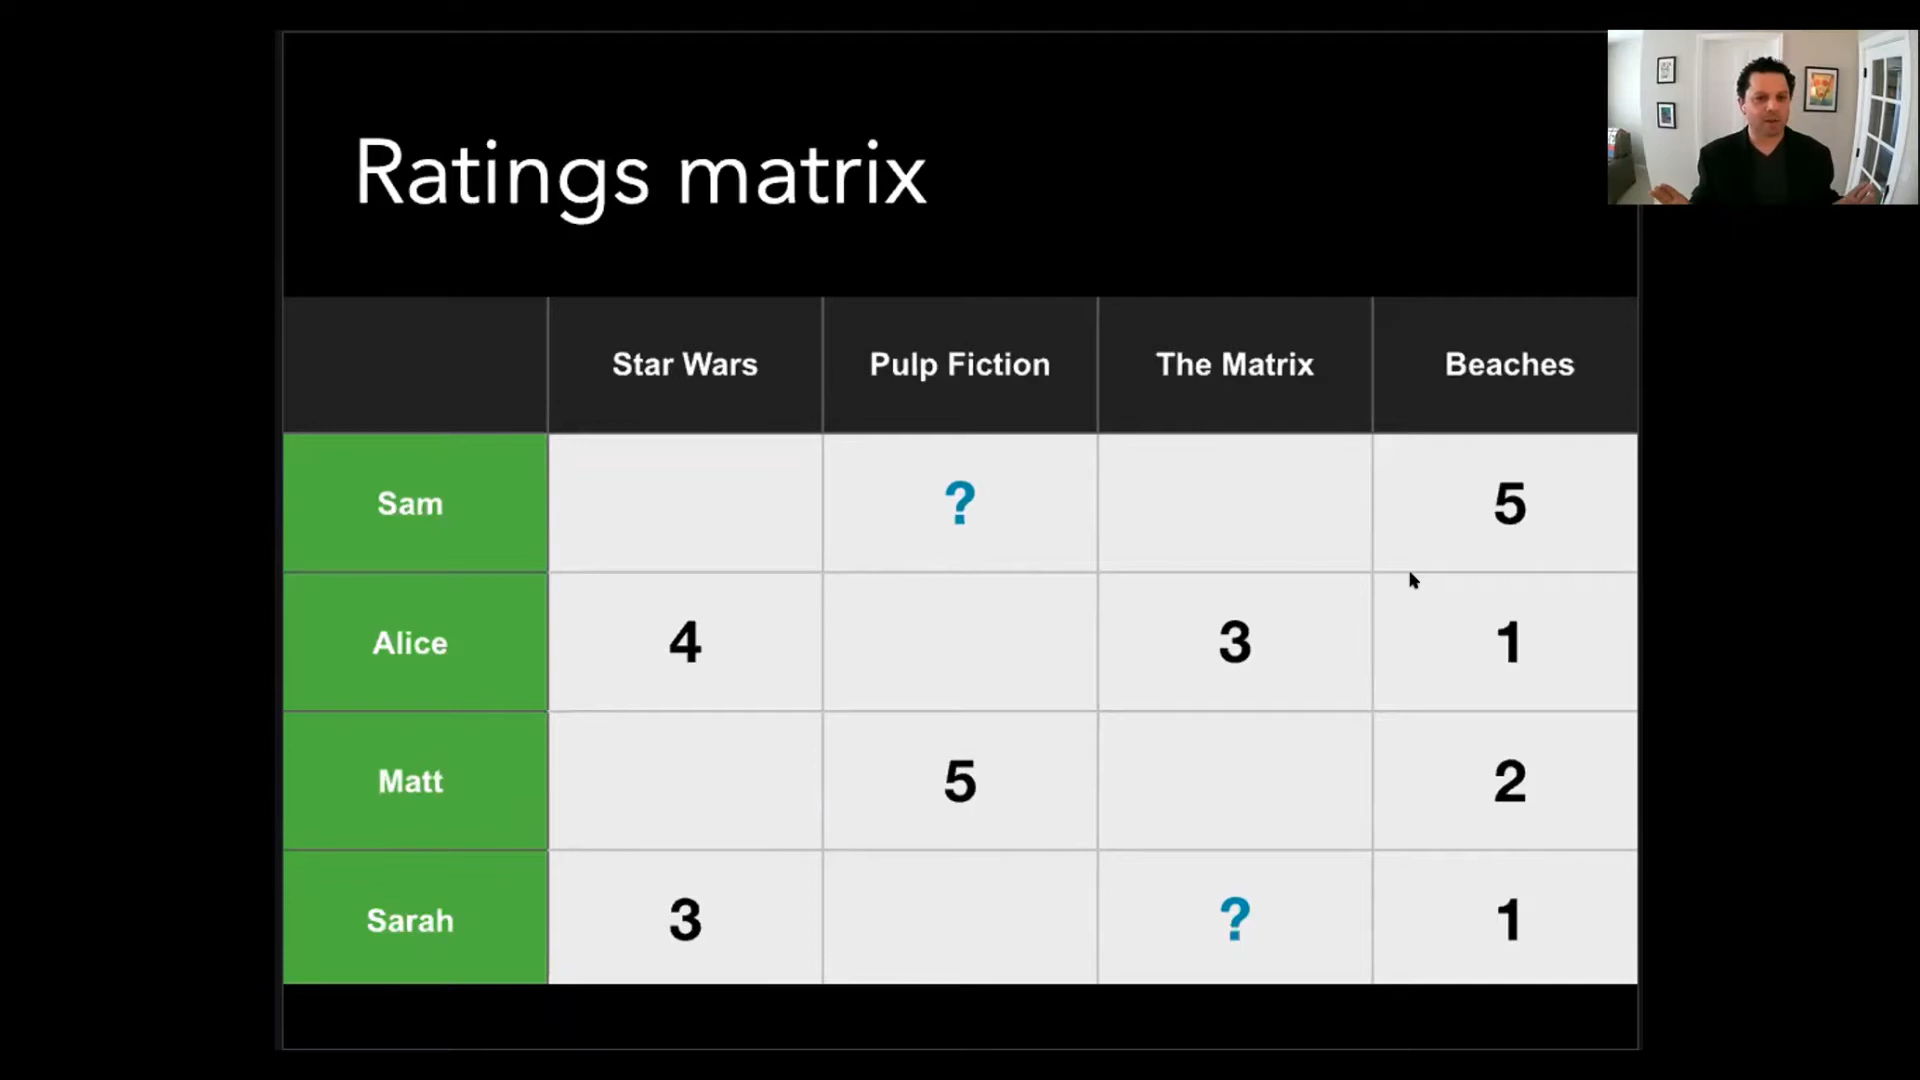 Ratings matrix
Star Wars Pulp Fiction The Matrix Beaches
Sam ? 5
Alice 4 3 1
Matt 5 2
Sarah 3 ? 1